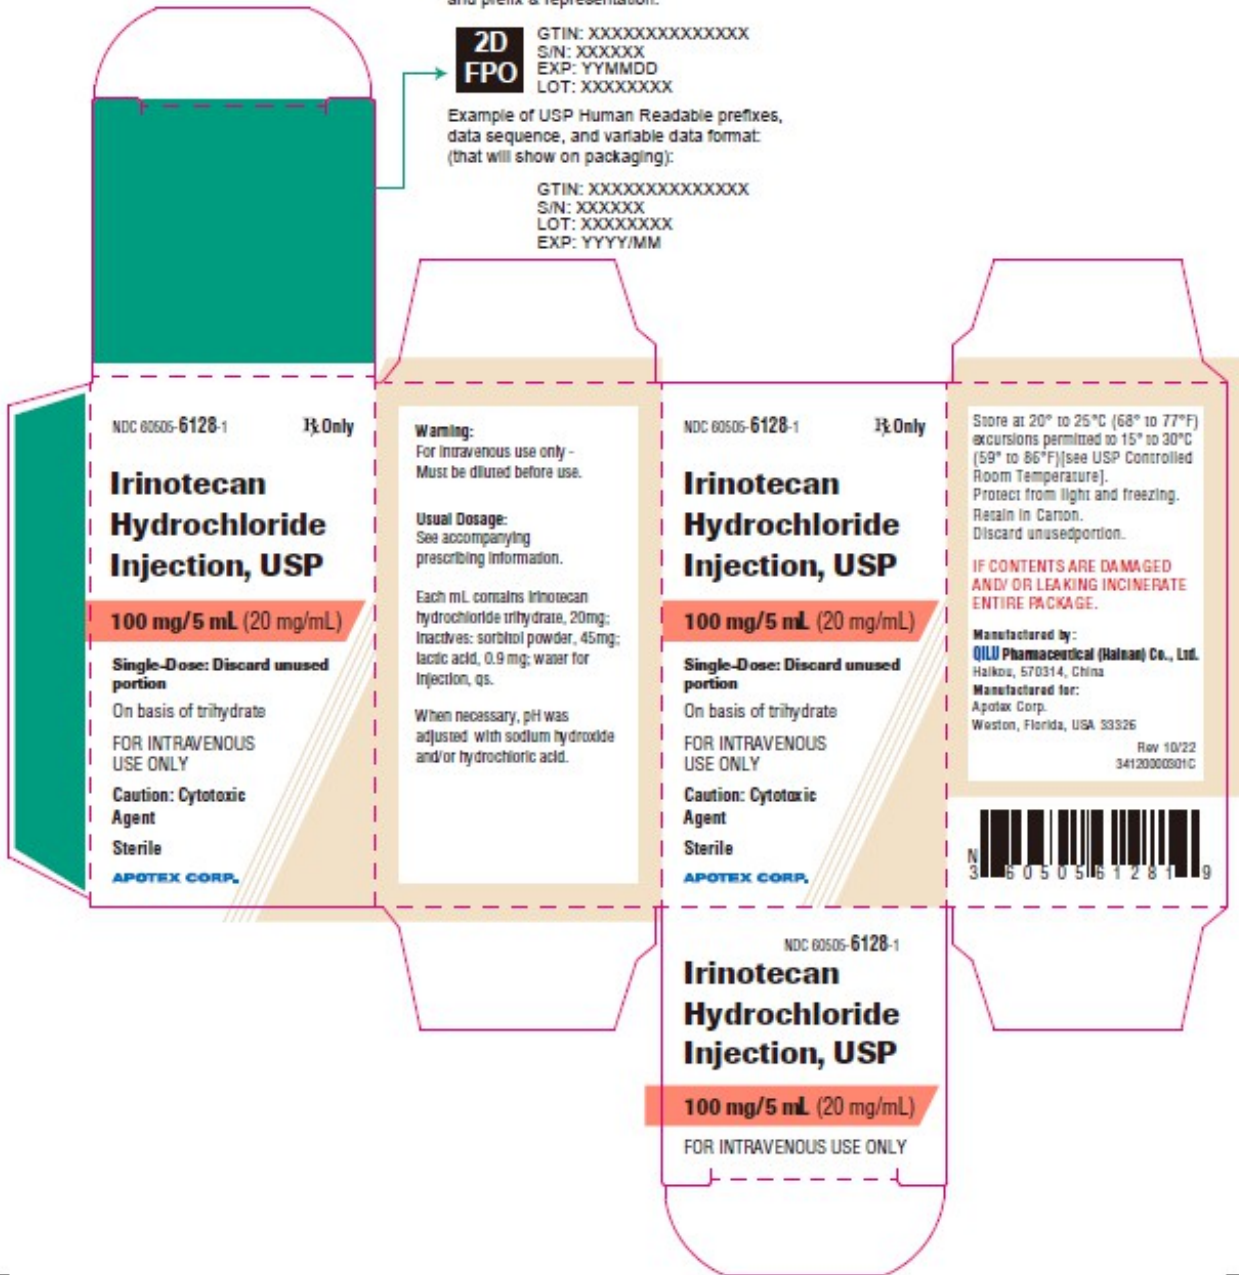 and prefix & representation:
2D
FPO
GTIN: XXXXXXXXXXXXXX
S/N: XXXXXX
EXP: YYMMDD
LOT: XXXXXXXX
Example of USP Human Readable prefixes,
data sequence, and variable data format:
(that will show on packaging):
GTIN: XXXXXXXXXXXXXX
S/N: XXXXXX
LOT: XXXXXXXX
EXP: YYYY/MM
NDC 60505-6128-1
℞ Only
Irinotecan
Hydrochloride
Injection, USP
100 mg/5 mL (20 mg/mL)
Single-Dose: Discard unused
portion
On basis of trihydrate
FOR INTRAVENOUS
USE ONLY
Caution: Cytotoxic
Agent
Sterile
APOTEX CORP.
Warning:
For intravenous use only -
Must be diluted before use.
Usual Dosage:
See accompanying
prescribing information.
Each mL contains irinotecan
hydrochloride trihydrate, 20mg;
inactives: sorbitol powder, 45mg;
lactic acid, 0.9 mg; water for
injection, qs.
When necessary, pH was
adjusted with sodium hydroxide
and/or hydrochloric acid.
NDC 60505-6128-1
℞ Only
Irinotecan
Hydrochloride
Injection, USP
100 mg/5 mL (20 mg/mL)
Single-Dose: Discard unused
portion
On basis of trihydrate
FOR INTRAVENOUS
USE ONLY
Caution: Cytotoxic
Agent
Sterile
APOTEX CORP.
Store at 20° to 25°C (68° to 77°F)
excursions permitted to 15° to 30°C
(59° to 86°F)[see USP Controlled
Room Temperature].
Protect from light and freezing.
Retain in Carton.
Discard unusedportion.
IF CONTENTS ARE DAMAGED
AND/ OR LEAKING INCINERATE
ENTIRE PACKAGE.
Manufactured by:
QILU Pharmaceutical (Hainan) Co., Ltd.
Haikou, 570314, China
Manufactured for:
Apotex Corp.
Weston, Florida, USA 33326
Rev 10/22
34120000301C
N
3 60505 61281 9
NDC 60505-6128-1
Irinotecan
Hydrochloride
Injection, USP
100 mg/5 mL (20 mg/mL)
FOR INTRAVENOUS USE ONLY